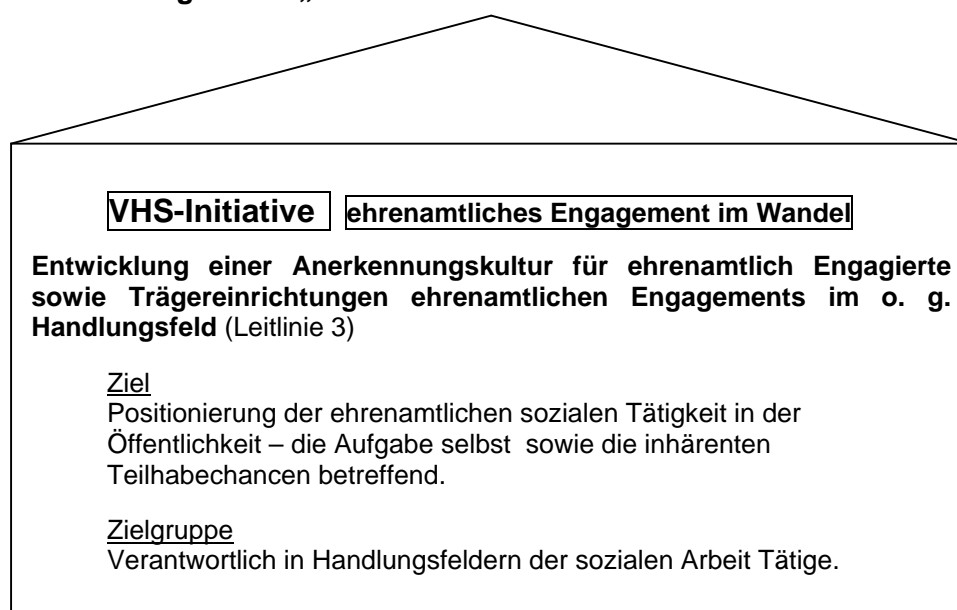 VHS-Initiative ehrenamtliches Engagement im Wandel
Entwicklung einer Anerkennungskultur für ehrenamtlich Engagierte
sowie Trägereinrichtungen ehrenamtlichen Engagements im o. g.
Handlungsfeld (Leitlinie 3)
Ziel
Positionierung der ehrenamtlichen sozialen Tätigkeit in der
Öffentlichkeit – die Aufgabe selbst sowie die inhärenten
Teilhabechancen betreffend.
Zielgruppe
Verantwortlich in Handlungsfeldern der sozialen Arbeit Tätige.